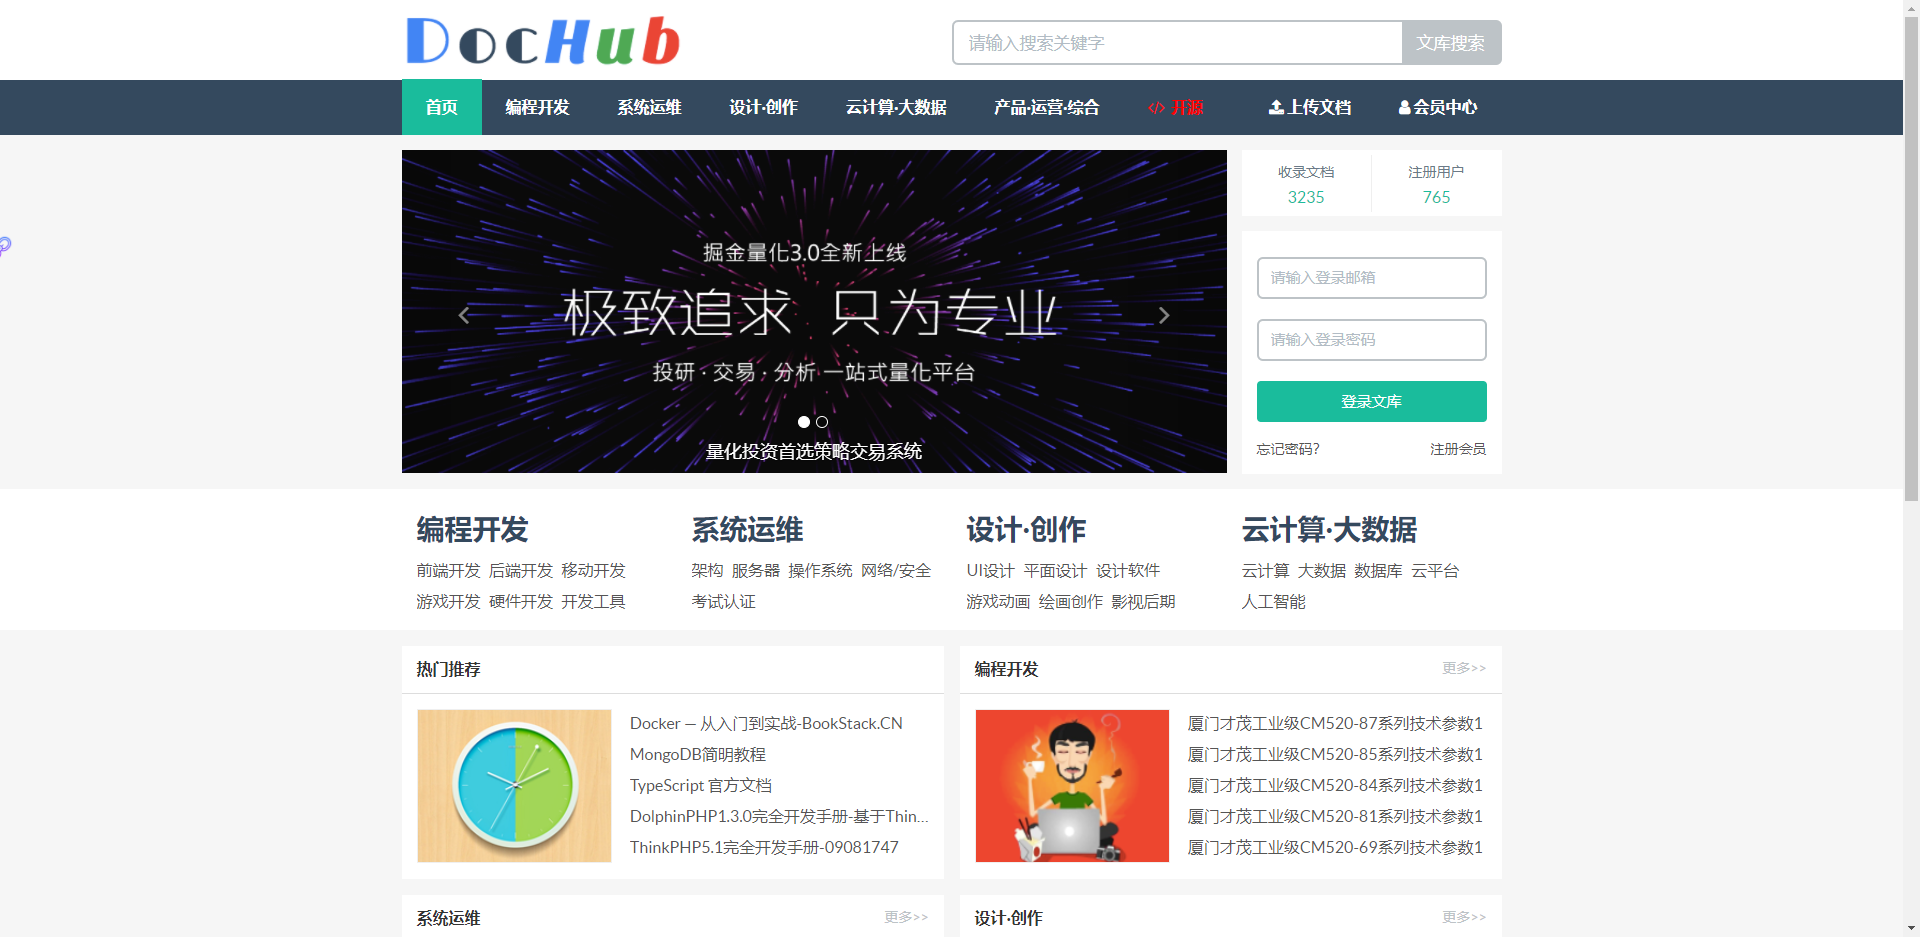 DocHub
请输入搜索关键字
文库搜索
首页 编程开发 系统运维 设计·创作 云计算·大数据 产品·运营·综合 </> 开源 上传文档 会员中心
掘金量化3.0全新上线
极致追求 只为专业
投研·交易·分析 一站式量化平台
量化投资首选策略交易系统
收录文档
3235
注册用户
765
请输入登录邮箱
请输入登录密码
登录文库
忘记密码？ 注册会员
编程开发
前端开发 后端开发 移动开发
游戏开发 硬件开发 开发工具
系统运维
架构 服务器 操作系统 网络/安全
考试认证
设计·创作
UI设计 平面设计 设计软件
游戏动画 绘画创作 影视后期
云计算·大数据
云计算 大数据 数据库 云平台
人工智能
热门推荐
Docker — 从入门到实战-BookStack.CN
MongoDB简明教程
TypeScript 官方文档
DolphinPHP1.3.0完全开发手册-基于Thin...
ThinkPHP5.1完全开发手册-09081747
编程开发 更多>>
厦门才茂工业级CM520-87系列技术参数1
厦门才茂工业级CM520-85系列技术参数1
厦门才茂工业级CM520-84系列技术参数1
厦门才茂工业级CM520-81系列技术参数1
厦门才茂工业级CM520-69系列技术参数1
系统运维 更多>>
设计·创作 更多>>